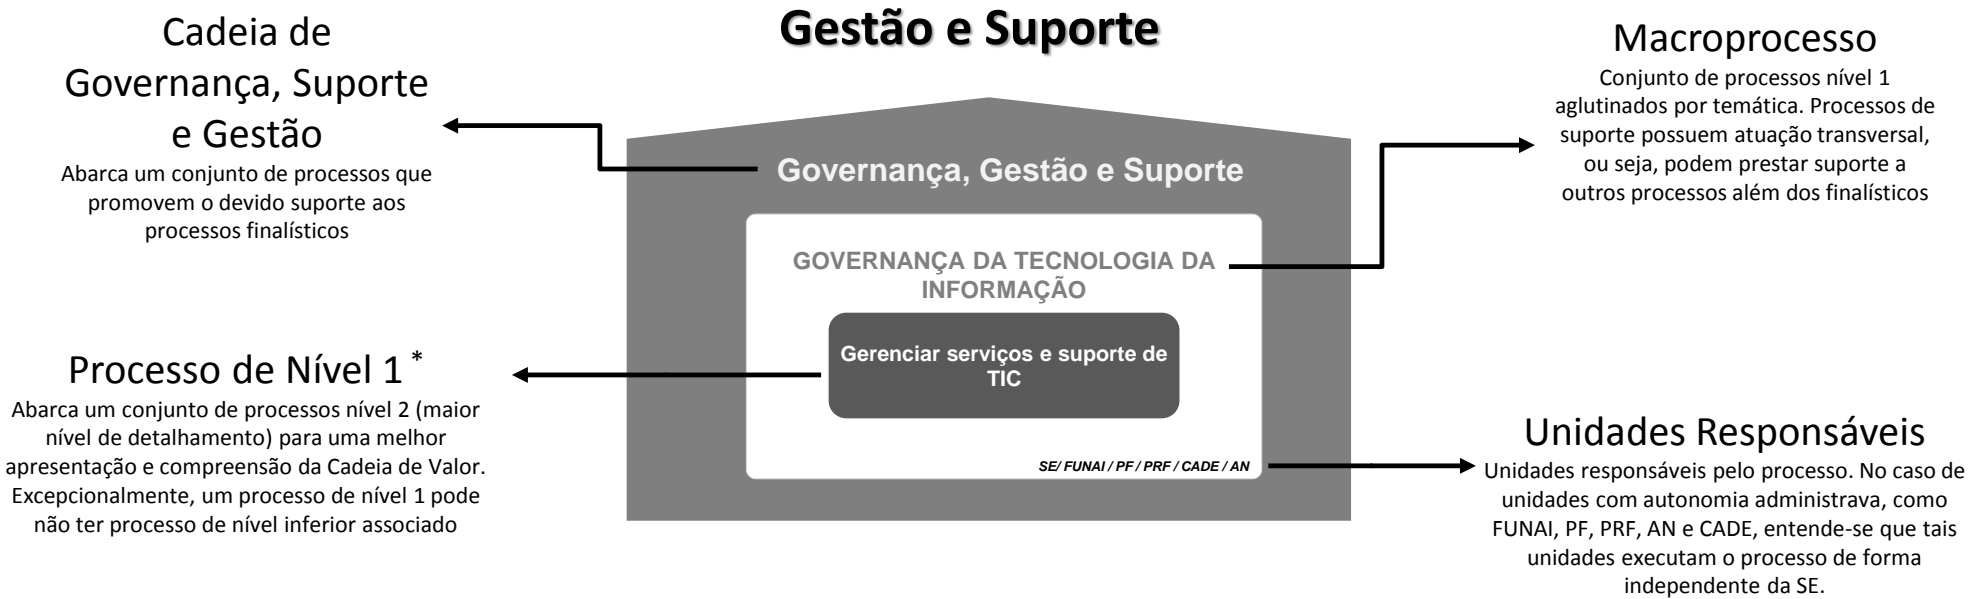 Gestão e Suporte
Cadeia de
Governança, Suporte
e Gestão
Abarca um conjunto de processos que
promovem o devido suporte aos
processos finalísticos
Processo de Nível 1 *
Abarca um conjunto de processos nível 2 (maior
nível de detalhamento) para uma melhor
apresentação e compreensão da Cadeia de Valor.
Excepcionalmente, um processo de nível 1 pode
não ter processo de nível inferior associado
Governança, Gestão e Suporte
GOVERNANÇA DA TECNOLOGIA DA
INFORMAÇÃO
Gerenciar serviços e suporte de
TIC
SE/ FUNAI / PF / PRF / CADE / AN
Macroprocesso
Conjunto de processos nível 1
aglutinados por temática. Processos de
suporte possuem atuação transversal,
ou seja, podem prestar suporte a
outros processos além dos finalísticos
Unidades Responsáveis
Unidades responsáveis pelo processo. No caso de
unidades com autonomia administrava, como
FUNAI, PF, PRF, AN e CADE, entende-se que tais
unidades executam o processo de forma
independente da SE.